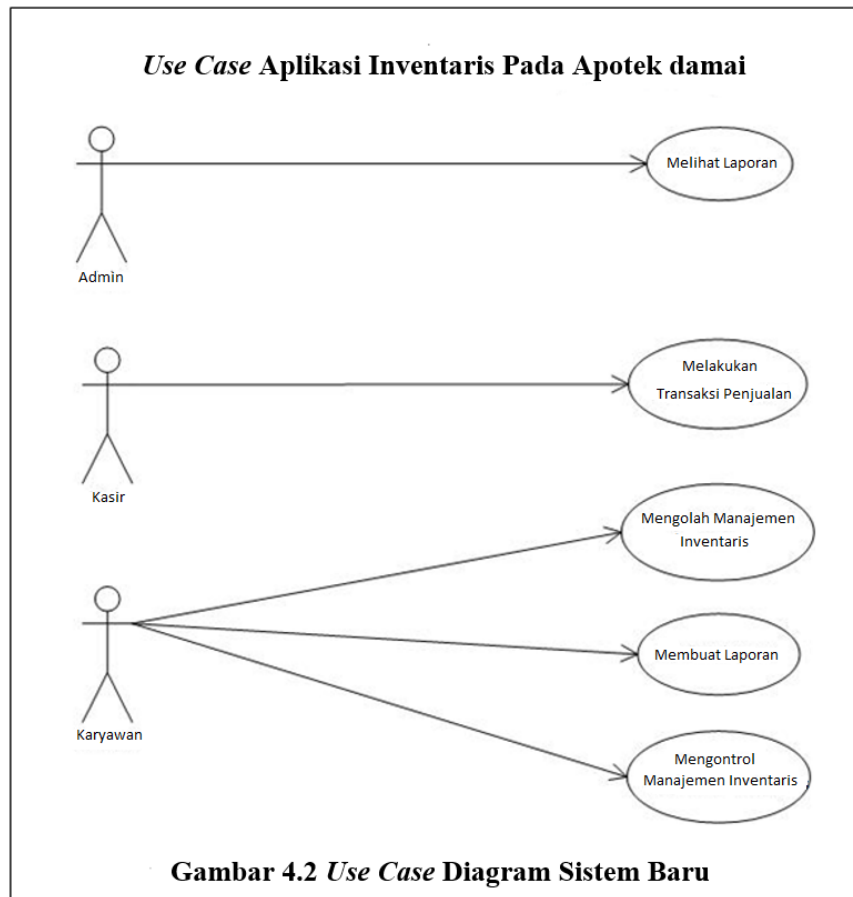 Use Case Aplikasi Inventaris Pada Apotek damai
Melihat Laporan
Admin
Melakukan
Transaksi Penjualan
Kasir
Mengolah Manajemen
Inventaris
Membuat Laporan
Karyawan
Mengontrol
Manajemen Inventaris
Gambar 4.2 Use Case Diagram Sistem Baru